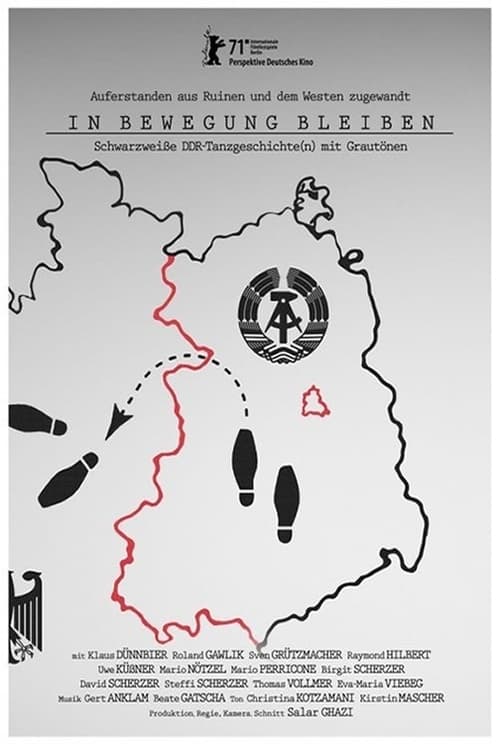 71
Internationale
Filmfestspiele
Berlin
Perspektive Deutsches Kino
Auferstanden aus Ruinen und dem Westen zugewandt
IN BEWEGUNG BLEIBEN
Schwarzweiße DDR-Tanzgeschichte(n) mit Grautönen
mit Klaus DÜNNBIER Roland GAWLIK Sven GRÜTZMACHER Raymond HILBERT
Uwe KÜßNER Mario NÖTZEL Mario PERRICONE Birgit SCHERZER
David SCHERZER Steffi SCHERZER Thomas VOLLMER Eva-Maria VIEBEG
Musik Gert ANKLAM Beate GATSCHA Ton Christina KOTZAMANI Kirstin MASCHER
Produktion, Regie, Kamera, Schnitt Salar GHAZI